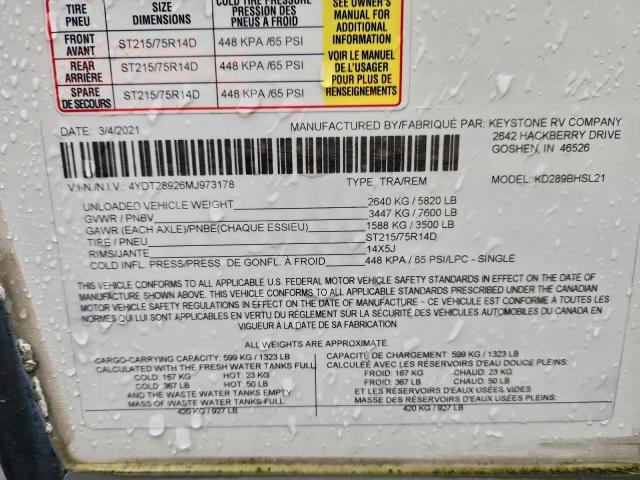 TIRE
PNEU
SIZE
DIMENSIONS
COLD TIRE PRESSURE
PRESSION DES
PNEUS À FROID
SEE OWNER'S
MANUAL FOR
ADDITIONAL
INFORMATION
FRONT
AVANT
ST215/75R14D
448 KPA /65 PSI
REAR
ARRIÈRE
ST215/75R14D
448 KPA /65 PSI
SPARE
DE SECOURS
ST215/75R14D
448 KPA /65 PSI
VOIR LE MANUEL
DE L'USAGER
POUR PLUS DE
RENSEIGNEMENTS
DATE: 3/4/2021
MANUFACTURED BY/FABRIQUÉ PAR: KEYSTONE RV COMPANY
2642 HACKBERRY DRIVE
GOSHEN, IN 46526
V.I.N./N.I.V.: 4YDT28926MJ973178
TYPE: TRA/REM
MODEL: KD289BHSL21
UNLOADED VEHICLE WEIGHT 2640 KG / 5820 LB
GVWR / PNBV 3447 KG / 7600 LB
GAWR (EACH AXLE)/PNBE(CHAQUE ESSIEU) 1588 KG / 3500 LB
TIRE / PNEU ST215/75R14D
RIMS/JANTE 14X5J
COLD INFL. PRESS/PRESS. DE GONFL. À FROID 448 KPA / 65 PSI/LPC - SINGLE
THIS VEHICLE CONFORMS TO ALL APPLICABLE U.S. FEDERAL MOTOR VEHICLE SAFETY STANDARDS IN EFFECT ON THE DATE OF
MANUFACTURE SHOWN ABOVE. THIS VEHICLE CONFORMS TO ALL APPLICABLE STANDARDS PRESCRIBED UNDER THE CANADIAN
MOTOR VEHICLE SAFETY REGULATIONS IN EFFECT ON THE DATE OF MANUFACTURE ~ CE VÉHICULE EST CONFORME À TOUTES LES
NORMES QUI LUI SONT APPLICABLES EN VERTU DU RÈGLEMENT SUR LA SÉCURITÉ DES VÉHICULES AUTOMOBILES DU CANADA EN
VIGUEUR À LA DATE DE SA FABRICATION.
ALL WEIGHTS ARE APPROXIMATE.
CARGO-CARRYING CAPACITY: 599 KG / 1323 LB
CALCULATED WITH THE FRESH WATER TANKS FULL
COLD: 167 KG HOT: 23 KG
COLD: 367 LB HOT: 50 LB
AND THE WASTE WATER TANKS EMPTY
MASS OF WASTE WATER TANKS FULL:
420 KG / 927 LB
CAPACITÉ DE CHARGEMENT: 599 KG / 1323 LB
CALCULÉE AVEC LES RÉSERVOIRS D'EAU DOUCE PLEINS:
FROID: 167 KG CHAUD: 23 KG
FROID: 367 LB CHAUD: 50 LB
ET LES RÉSERVOIRS D'EAUX USÉES VIDES
MASSE DES RÉSERVOIRS D'EAUX USÉES PLEINS:
420 KG / 927 LB